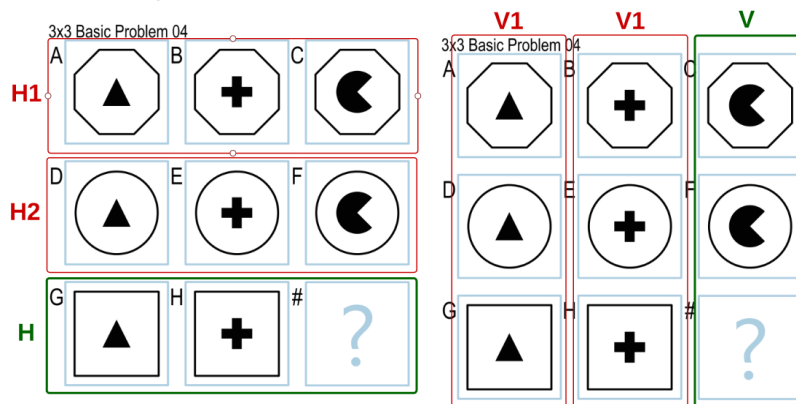 V1 V1 V
3x3 Basic Problem 04
A B C
H1
D E F
H2
G H #
?
H
3x3 Basic Problem 04
A B C
D E F
G H #
?